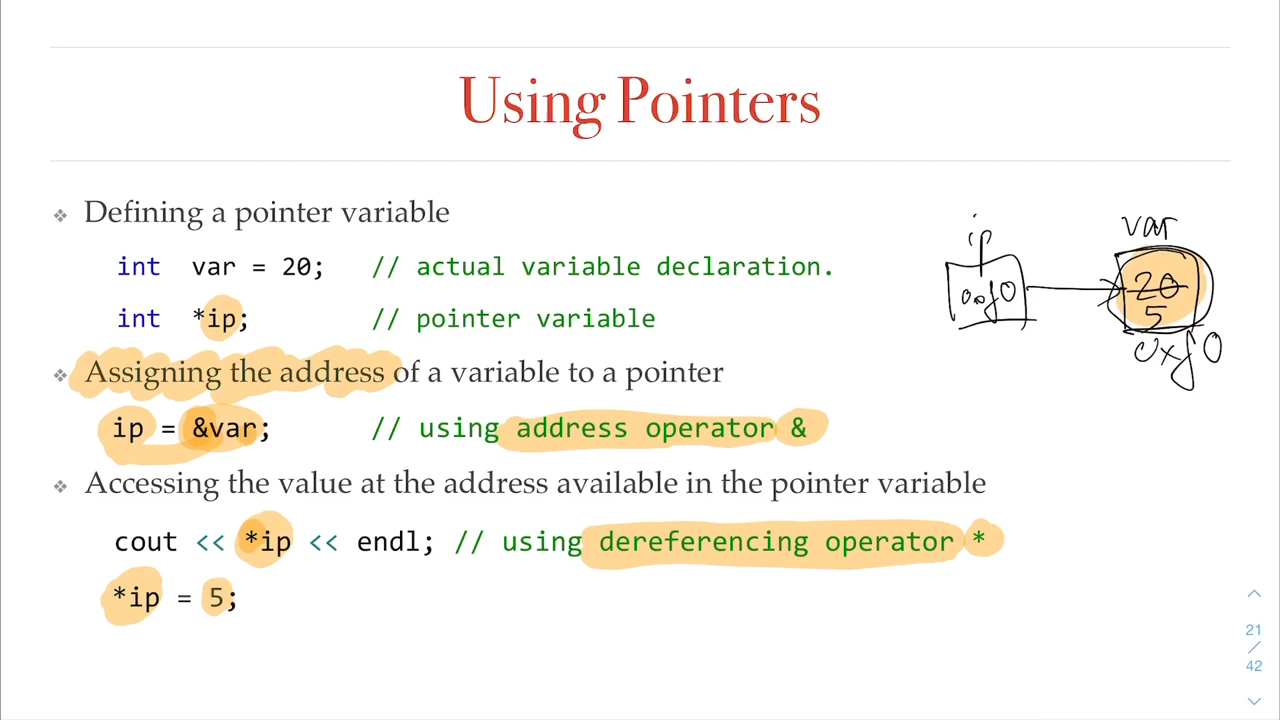 Using Pointers
❖ Defining a pointer variable
int var = 20; // actual variable declaration.
int *ip; // pointer variable
❖ Assigning the address of a variable to a pointer
ip = &var; // using address operator &
❖ Accessing the value at the address available in the pointer variable
cout << *ip << endl; // using dereferencing operator *
*ip = 5;
ip
0xf0
var
20
5
0xf0
21
/
42